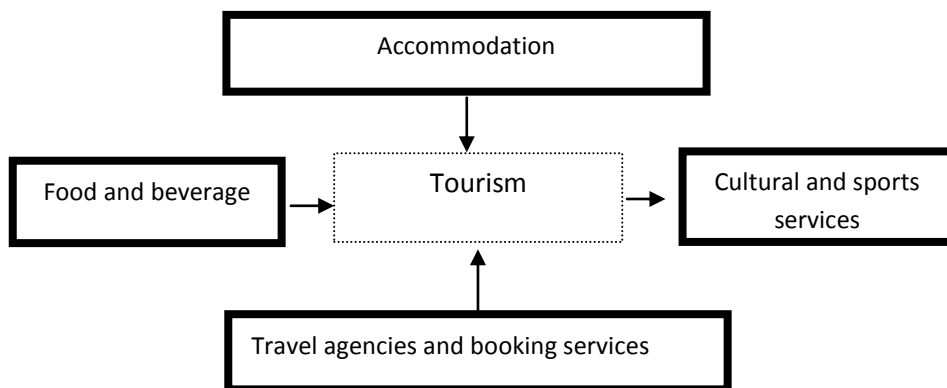 Accommodation
Food and beverage
Tourism
Cultural and sports
services
Travel agencies and booking services